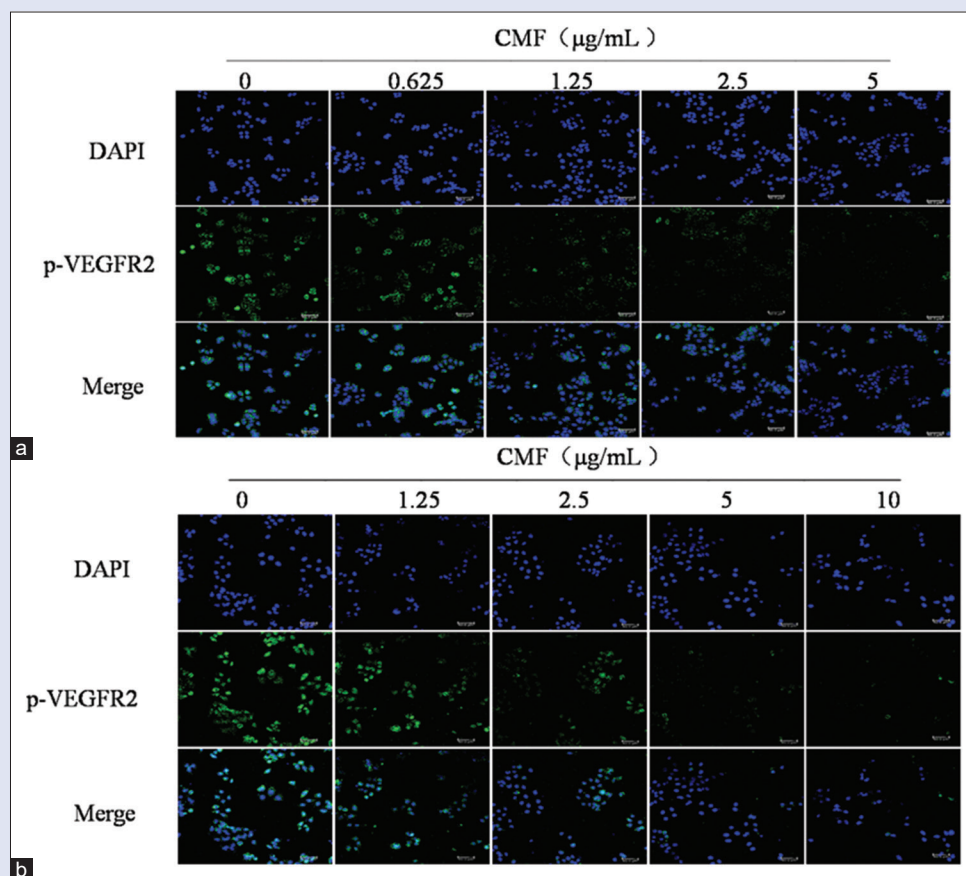 CMF（μg/mL）
0 0.625 1.25 2.5 5
DAPI
p-VEGFR2
Merge
a
CMF（μg/mL）
0 1.25 2.5 5 10
DAPI
p-VEGFR2
Merge
b